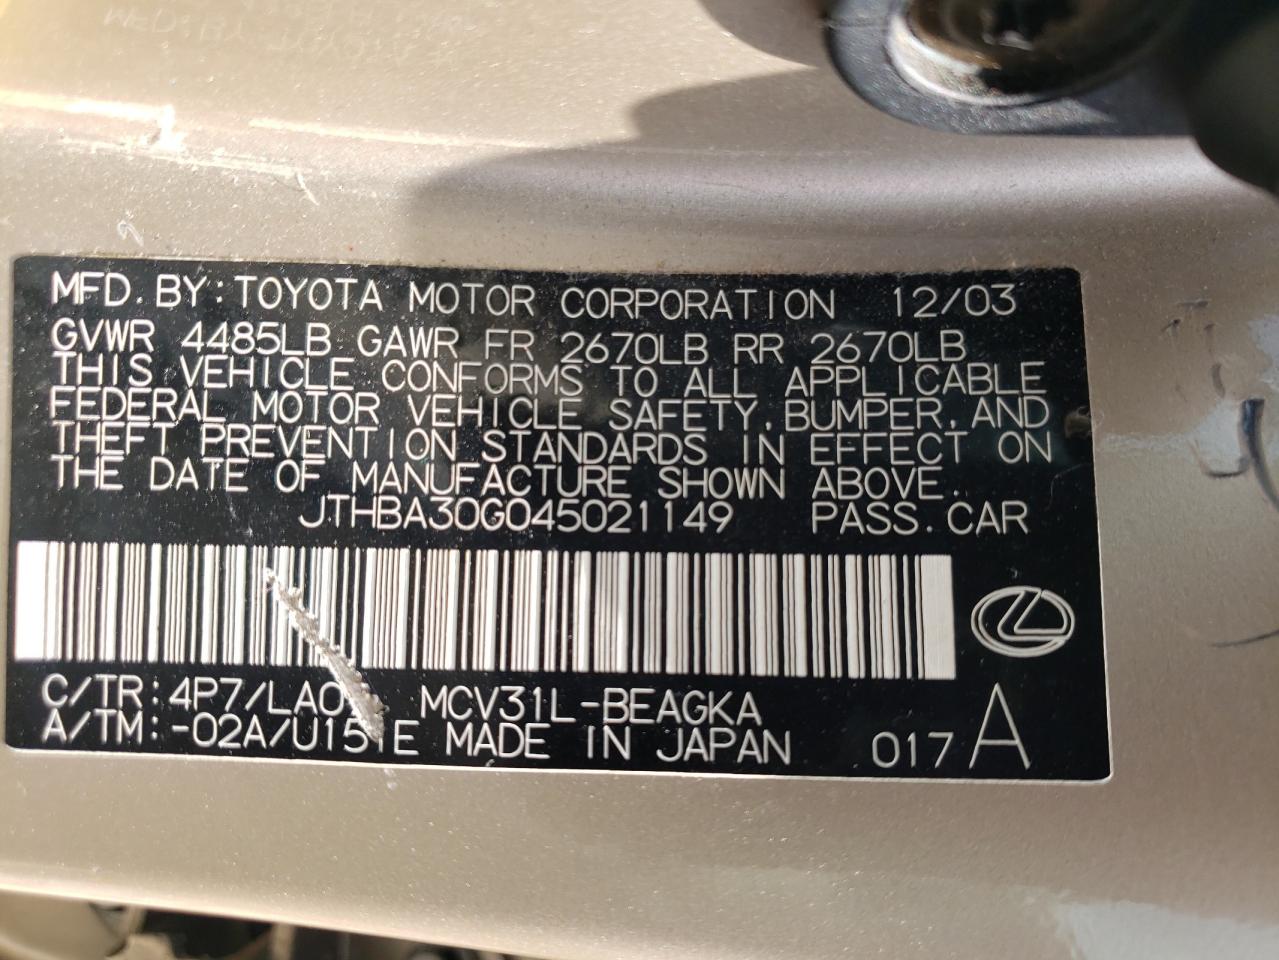 MFD. BY: TOYOTA MOTOR CORPORATION 12/03
GVWR 4485LB GAWR FR 2670LB RR 2670LB
THIS VEHICLE CONFORMS TO ALL APPLICABLE
FEDERAL MOTOR VEHICLE SAFETY, BUMPER, AND
THEFT PREVENTION STANDARDS IN EFFECT ON
THE DATE OF MANUFACTURE SHOWN ABOVE.
JTHBA30G045021149 PASS. CAR
C/TR: MCV31L-BEAGKA
A/TM: -02A/U151E MADE IN JAPAN 017 A